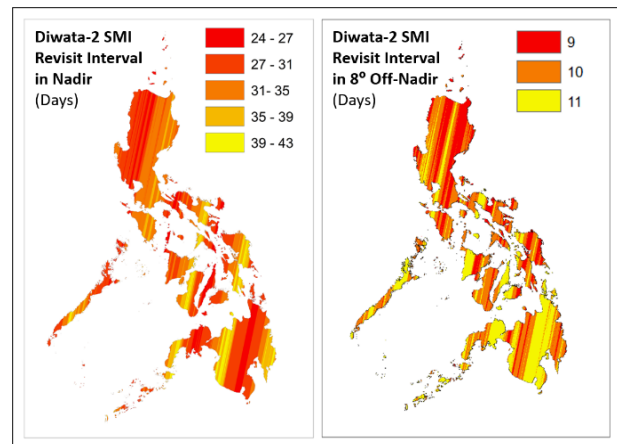 Diwata-2 SMI
Revisit Interval
in Nadir
(Days)
24 - 27
27 - 31
31- 35
35 - 39
39 - 43
Diwata-2 SMI
Revisit Interval
in 8° Off-Nadir
(Days)
9
10
11